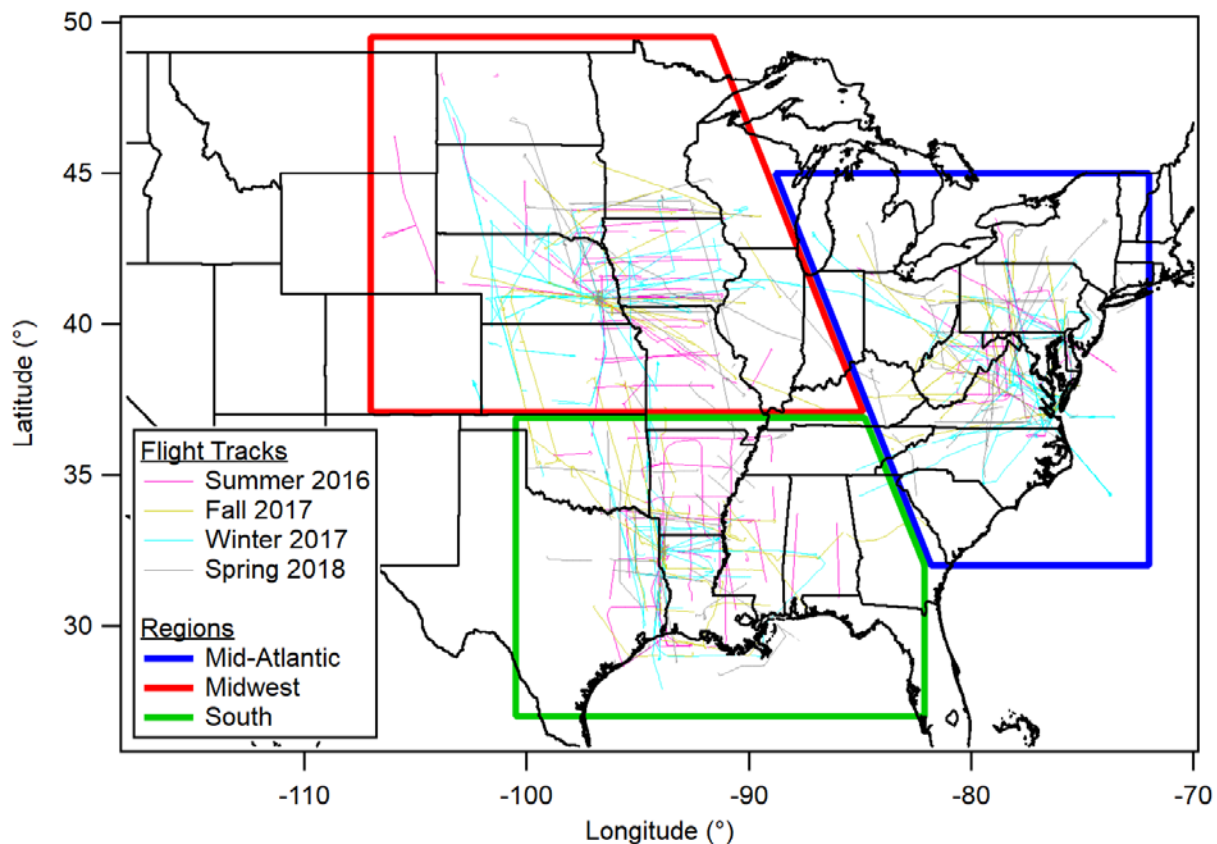 50
45
40
35
30
Latitude (°)
Flight Tracks
Summer 2016
Fall 2017
Winter 2017
Spring 2018
Regions
Mid-Atlantic
Midwest
South
-110
-100
-90
-80
-70
Longitude (°)